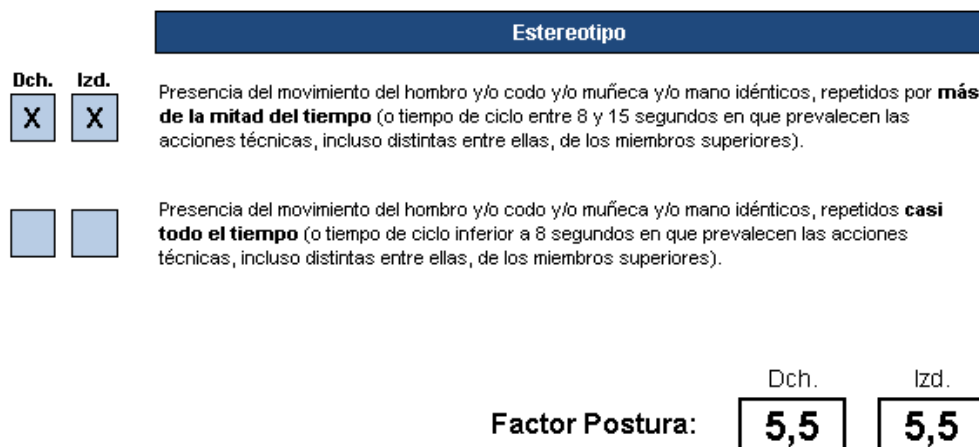 Estereotipo
Dch. Izd.
X X
Presencia del movimiento del hombro y/o codo y/o muñeca y/o mano idénticos, repetidos por más
de la mitad del tiempo (o tiempo de ciclo entre 8 y 15 segundos en que prevalecen las
acciones técnicas, incluso distintas entre ellas, de los miembros superiores).
Presencia del movimiento del hombro y/o codo y/o muñeca y/o mano idénticos, repetidos casi
todo el tiempo (o tiempo de ciclo inferior a 8 segundos en que prevalecen las acciones
técnicas, incluso distintas entre ellas, de los miembros superiores).
Dch. Izd.
Factor Postura: 5,5 5,5